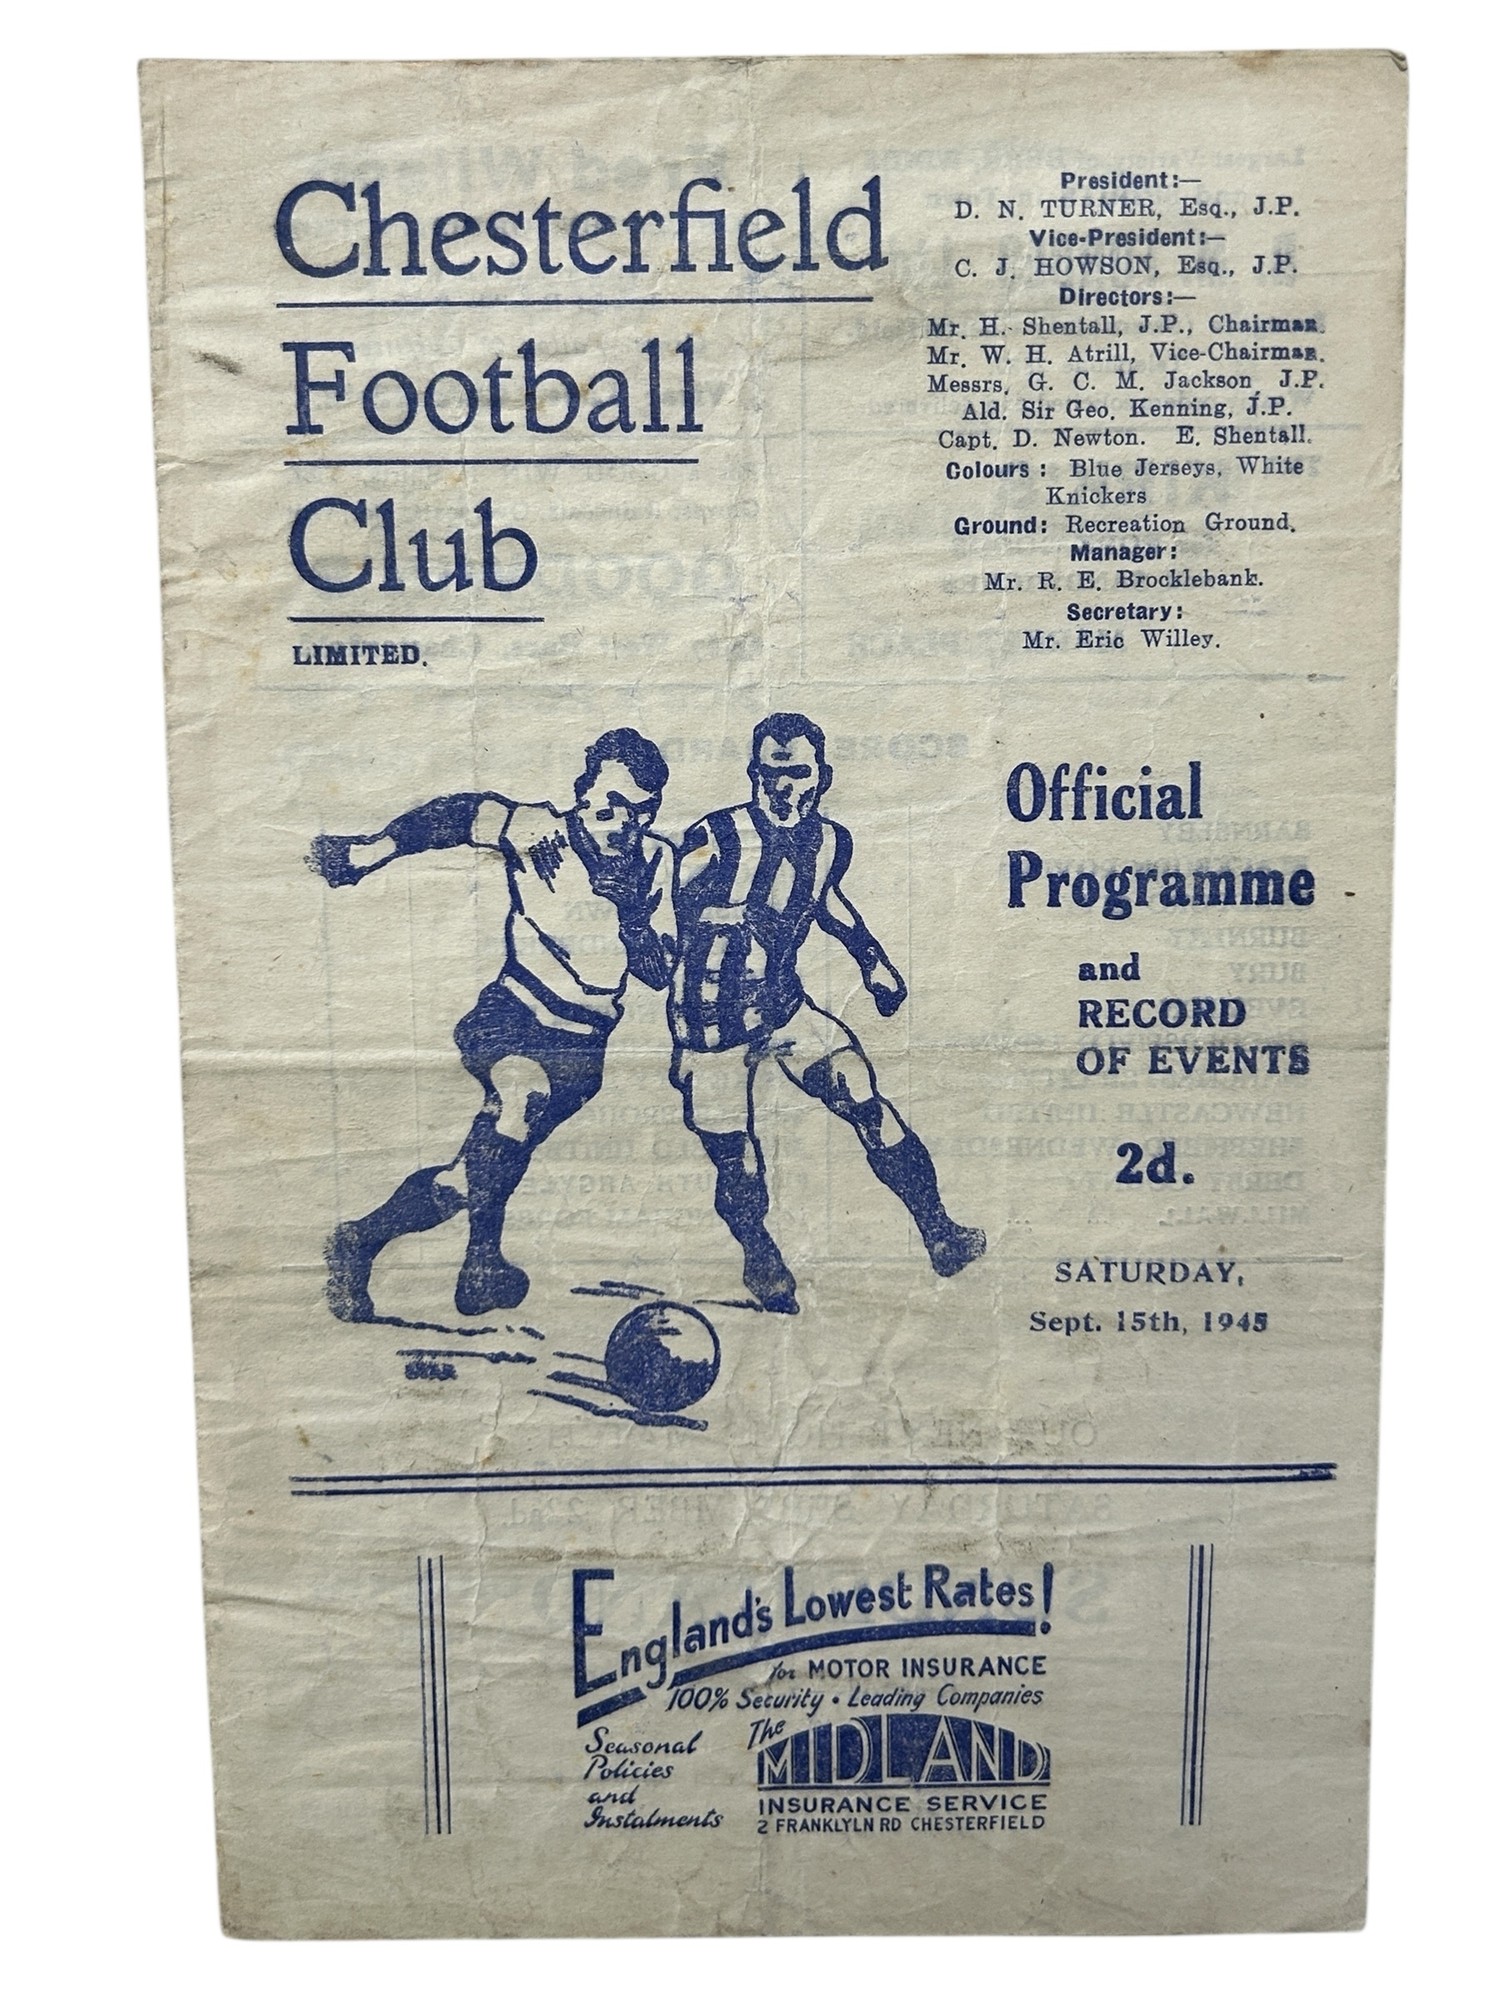 Chesterfield
Football
Club
LIMITED.
President:—
D. N. TURNER, Esq., J.P.
Vice-President:—
C. J. HOWSON, Esq., J.P.
Directors:—
Mr. H. Shentall, J.P., Chairman.
Mr. W. H. Atrill, Vice-Chairman.
Messrs. G. C. M. Jackson, J.P.
Ald. Sir Geo. Kenning, J.P.
Capt. D. Newton. E. Shentall.
Colours : Blue Jerseys, White
Knickers
Ground: Recreation Ground.
Manager:
Mr. R. E. Brocklebank.
Secretary:
Mr. Eric Willey.
Official
Programme
and
RECORD
OF EVENTS
2d.
SATURDAY,
Sept. 15th, 1945
England's Lowest Rates!
for MOTOR INSURANCE
100% Security • Leading Companies
Seasonal
Policies
and
Instalments
The
MIDLAND
INSURANCE SERVICE
2 FRANKLYLN RD CHESTERFIELD